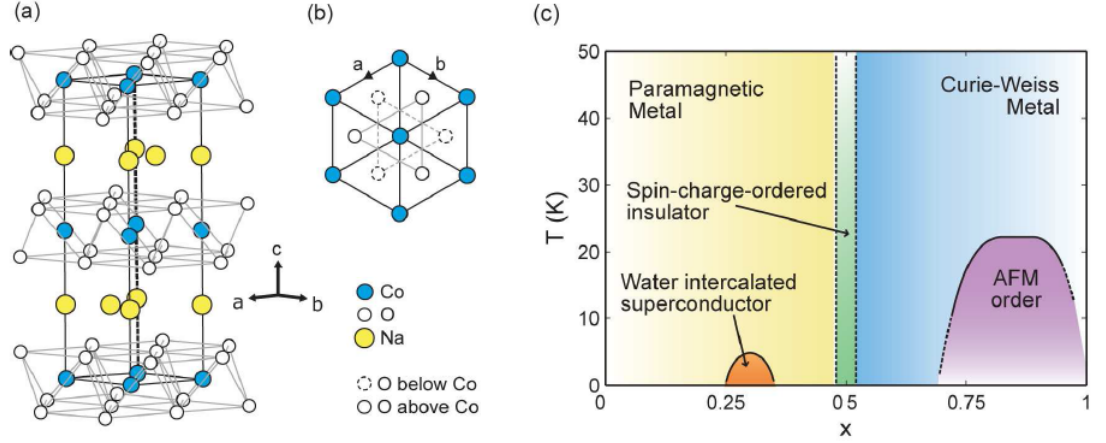 (a)
(b)
(c)
a
b
c
a
b
Co
O
Na
O below Co
O above Co
50
40
30
20
10
0
T (K)
Paramagnetic
Metal
Curie-Weiss
Metal
Spin-charge-ordered
insulator
Water intercalated
superconductor
AFM
order
0
0.25
0 5
0.75
1
x